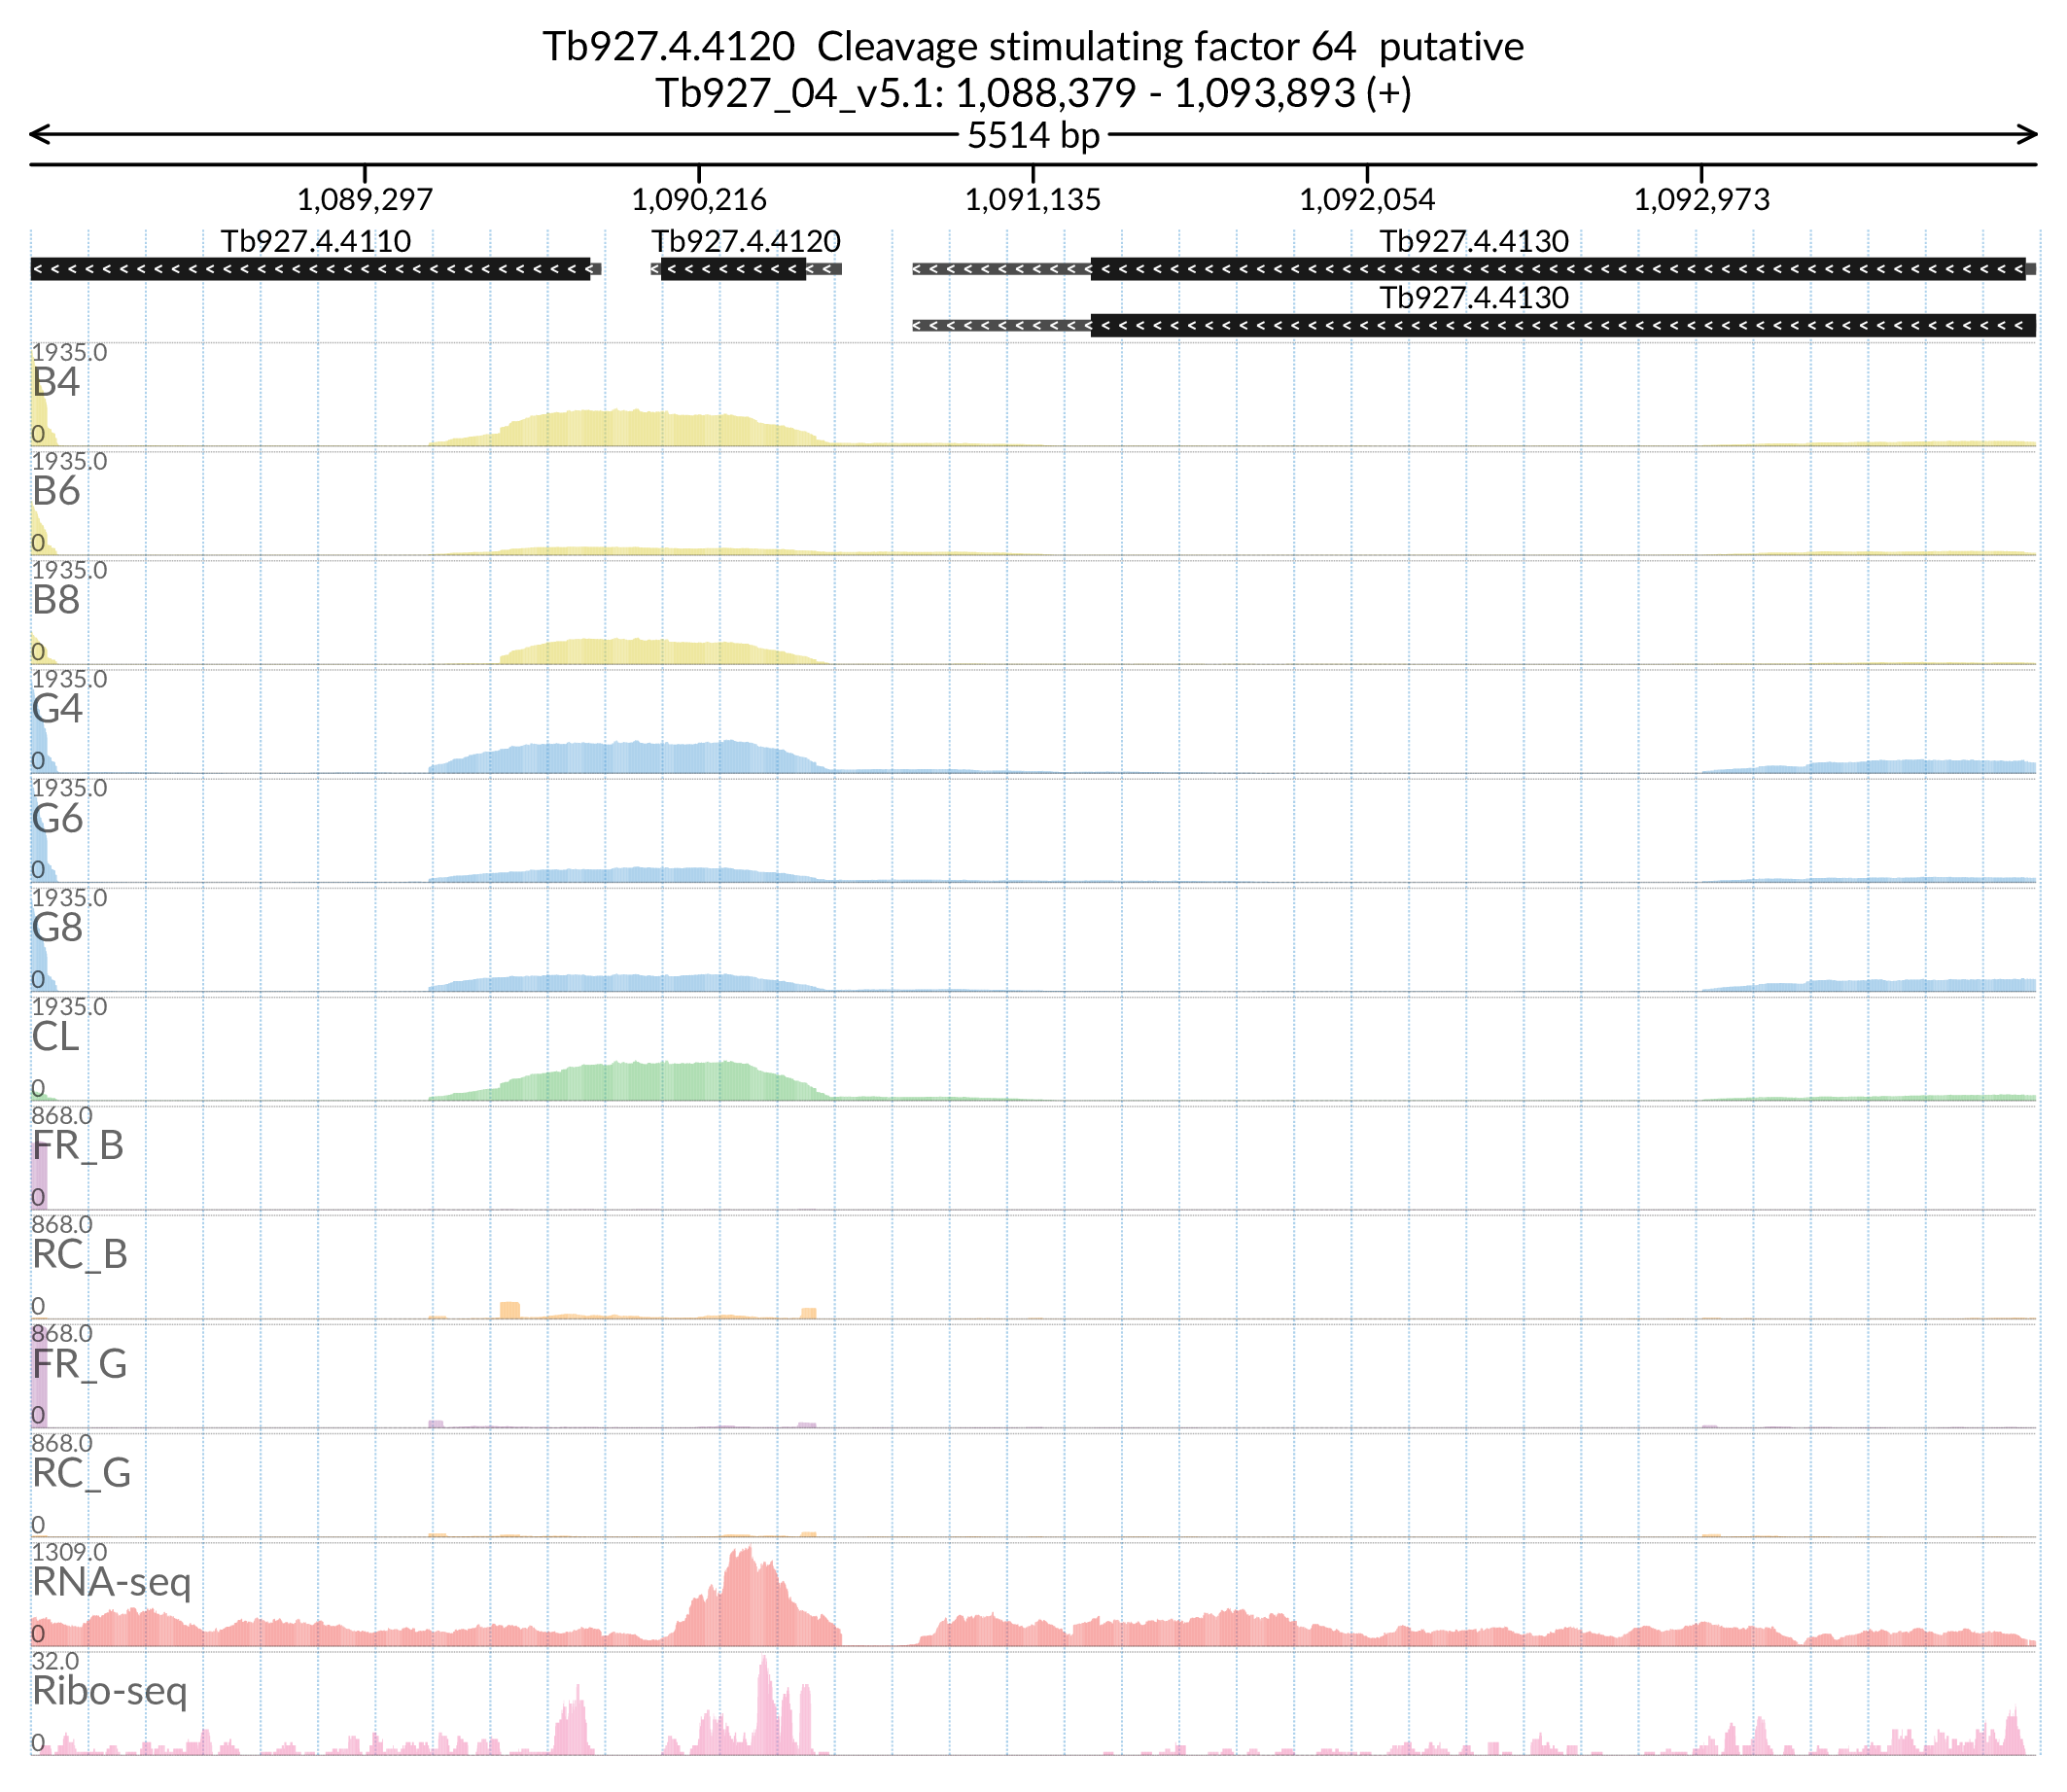 Tb927.4.4120  Cleavage stimulating factor 64  putative
Tb927_04_v5.1: 1,088,379 - 1,093,893 (+)
5514 bp
1,089,297 1,090,216 1,091,135 1,092,054 1,092,973
Tb927.4.4110 Tb927.4.4120 Tb927.4.4130
Tb927.4.4130
1935.0
B4
0
1935.0
B6
0
1935.0
B8
0
1935.0
G4
0
1935.0
G6
0
1935.0
G8
0
1935.0
CL
0
868.0
FR_B
0
868.0
RC_B
0
868.0
FR_G
0
868.0
RC_G
0
1309.0
RNA-seq
0
32.0
Ribo-seq
0